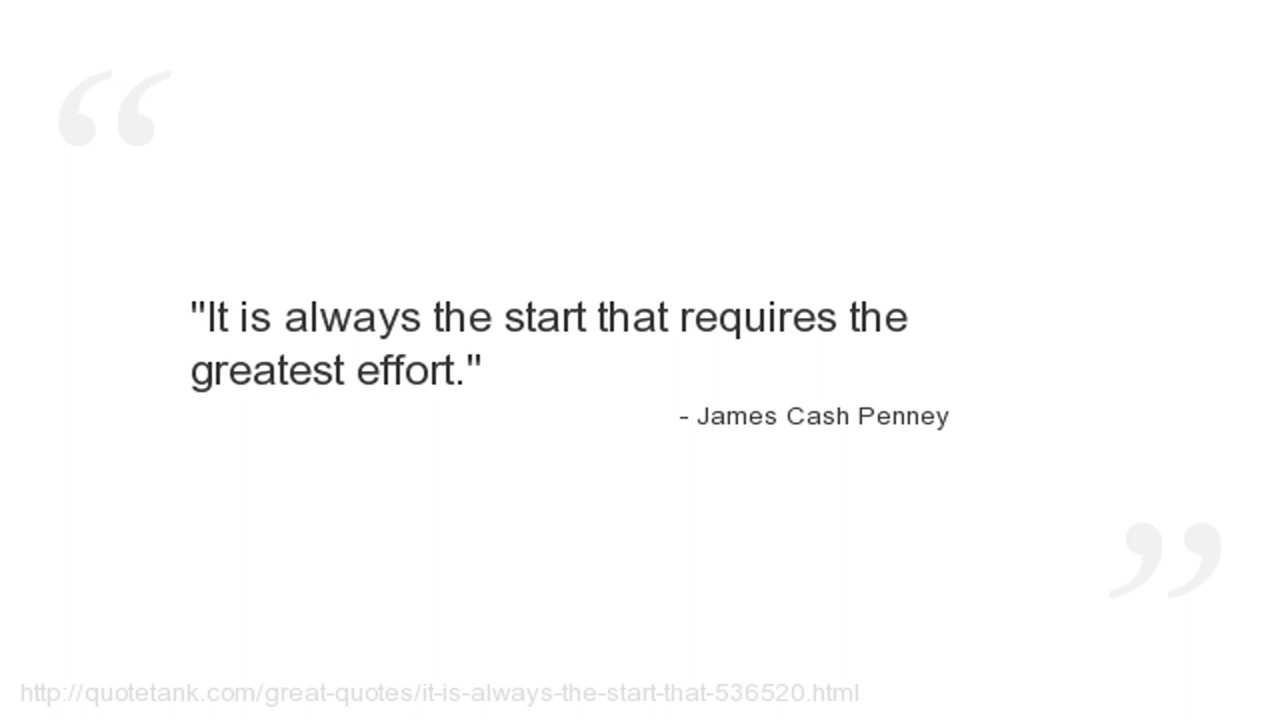 "It is always the start that requires the
greatest effort."
- James Cash Penney
http://quotetank.com/great-quotes/it-is-always-the-start-that-536520.html